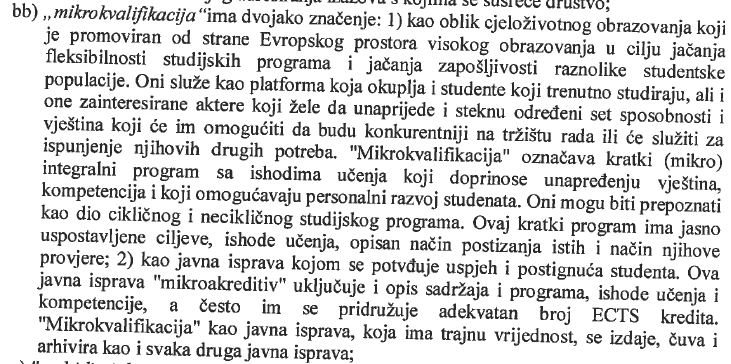 s kojima se susreće društvo;
bb) „mikrokvalifikacija“ima dvojako značenje: 1) kao oblik cjeloživotnog obrazovanja koji
je promoviran od strane Evropskog prostora visokog obrazovanja u cilju jačanja
fleksibilnosti studijskih programa i jačanja zapošljivosti raznolike studentske
populacije. Oni služe kao platforma koja okuplja i studente koji trenutno studiraju, ali i
one zainteresirane aktere koji žele da unaprijede i steknu određeni set sposobnosti i
vještina koji će im omogućiti da budu konkurentniji na tržištu rada ili će služiti za
ispunjenje njihovih drugih potreba. "Mikrokvalifikacija" označava kratki (mikro)
integralni program sa ishodima učenja koji doprinose unapređenju vještina,
kompetencija i koji omogućavaju personalni razvoj studenata. Oni mogu biti prepoznati
kao dio cikličnog i necikličnog studijskog programa. Ovaj kratki program ima jasno
uspostavljene ciljeve, ishode učenja, opisan način postizanja istih i način njihove
provjere; 2) kao javna isprava kojom se potvđuje uspjeh i postignuća studenta. Ova
javna isprava "mikroakreditiv" uključuje i opis sadržaja i programa, ishode učenja i
kompetencije, a često im se pridružuje adekvatan broj ECTS kredita.
"Mikrokvalifikacija" kao javna isprava, koja ima trajnu vrijednost, se izdaje, čuva i
arhivira kao i svaka druga javna isprava;